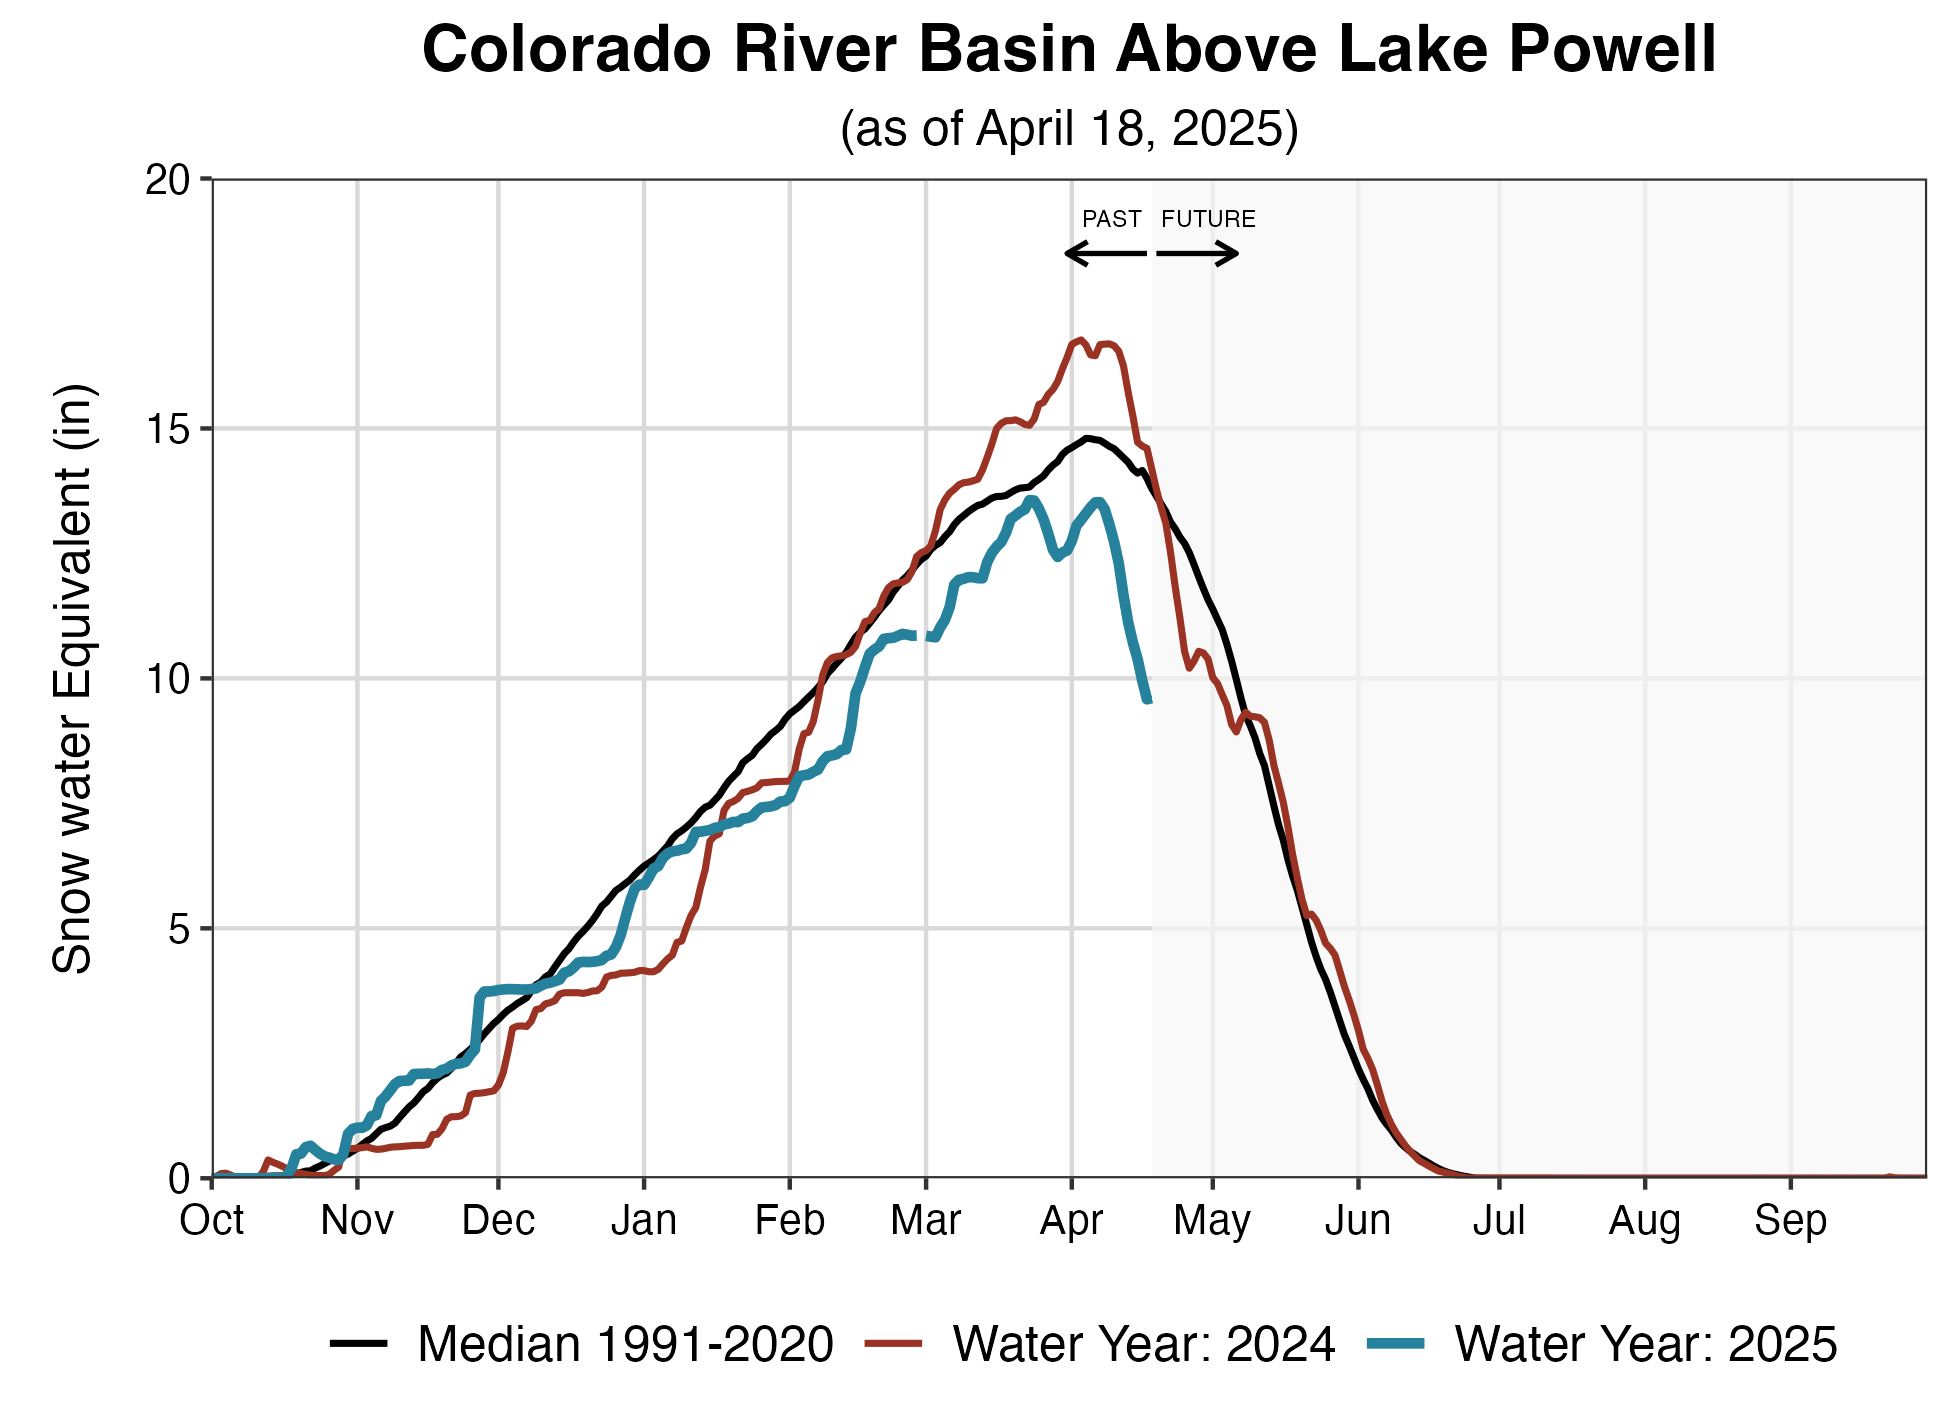 Colorado River Basin Above Lake Powell
(as of April 18, 2025)
20
PAST FUTURE
15
10
5
0
Snow water Equivalent (in)
Oct Nov Dec Jan Feb Mar Apr May Jun Jul Aug Sep
Median 1991-2020 Water Year: 2024 Water Year: 2025